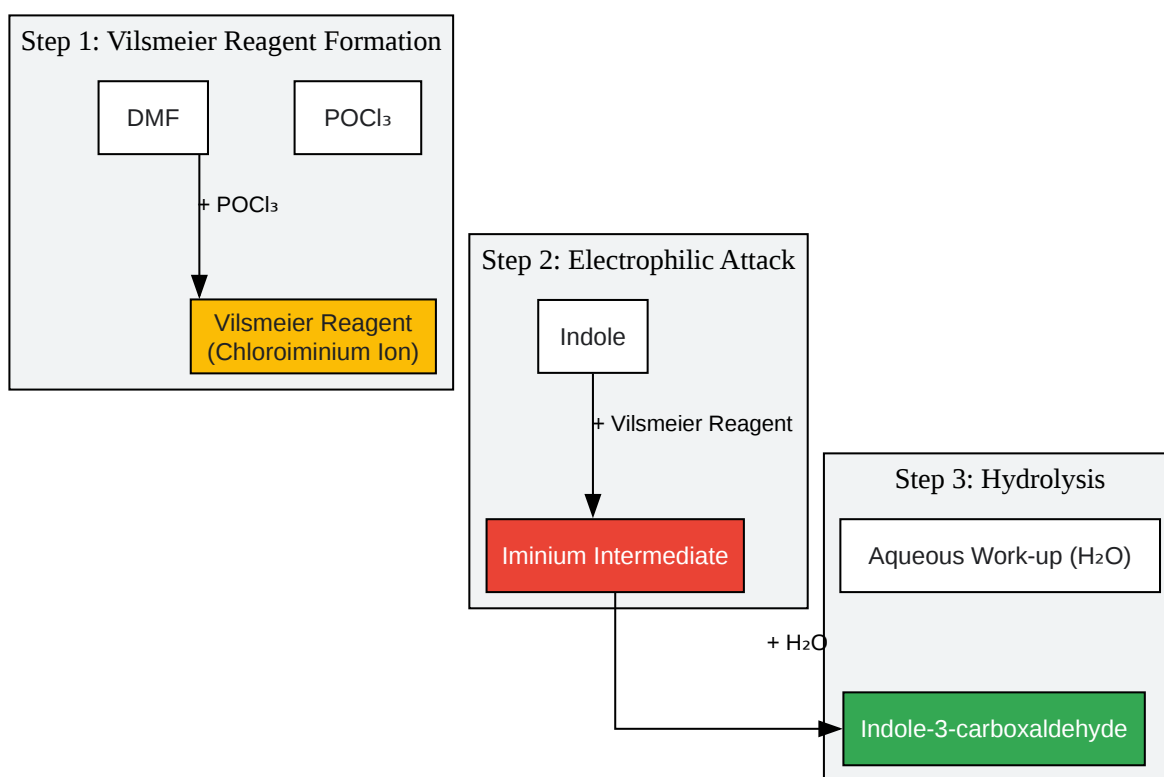 Step 1: Vilsmeier Reagent Formation
DMF
POCl₃
+ POCl₃
Vilsmeier Reagent
(Chloroiminium Ion)
Step 2: Electrophilic Attack
Indole
+ Vilsmeier Reagent
Iminium Intermediate
Step 3: Hydrolysis
Aqueous Work-up (H₂O)
+ H₂O
Indole-3-carboxaldehyde